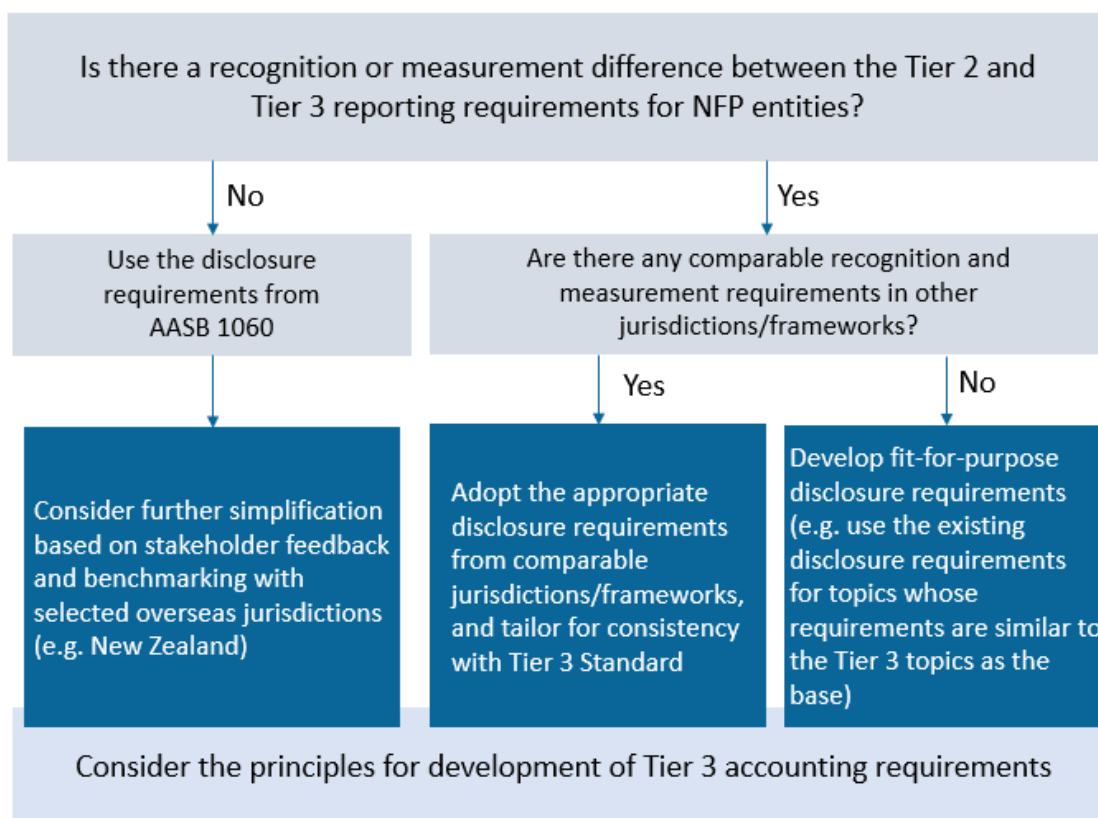 Is there a recognition or measurement difference between the Tier 2 and
Tier 3 reporting requirements for NFP entities?
No
Yes
Use the disclosure
requirements from
AASB 1060
Are there any comparable recognition and
measurement requirements in other
jurisdictions/frameworks?
Yes
No
Consider further simplification
based on stakeholder feedback
and benchmarking with
selected overseas jurisdictions
(e.g. New Zealand)
Adopt the appropriate
disclosure requirements
from comparable
jurisdictions/frameworks,
and tailor for consistency
with Tier 3 Standard
Develop fit-for-purpose
disclosure requirements
(e.g. use the existing
disclosure requirements
for topics whose
requirements are similar to
the Tier 3 topics as the
base)
Consider the principles for development of Tier 3 accounting requirements